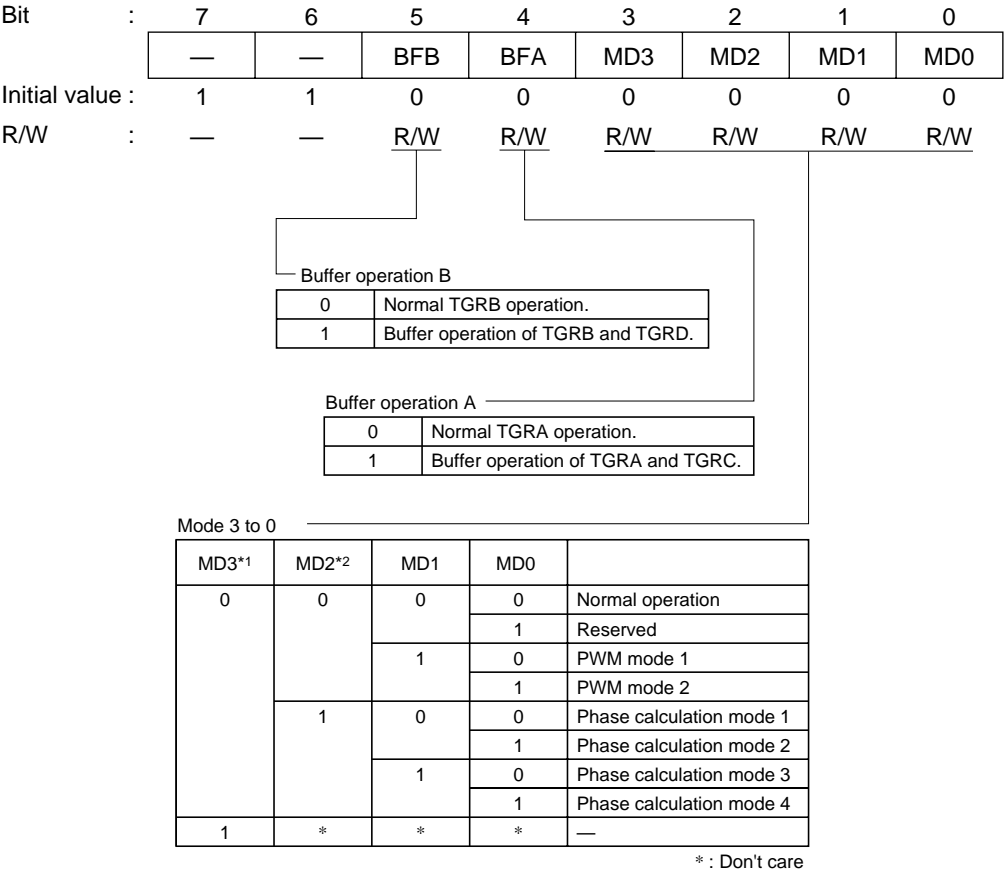 Bit : 7 6 5 4 3 2 1 0
— — BFB BFA MD3 MD2 MD1 MD0
Initial value : 1 1 0 0 0 0 0 0
R/W : — — R/W R/W R/W R/W R/W R/W
Buffer operation B
0 Normal TGRB operation.
1 Buffer operation of TGRB and TGRD.
Buffer operation A
0 Normal TGRA operation.
1 Buffer operation of TGRA and TGRC.
Mode 3 to 0
MD3*1 MD2*2 MD1 MD0
0 0 0 0 Normal operation
1 Reserved
1 0 PWM mode 1
1 PWM mode 2
1 0 0 Phase calculation mode 1
1 Phase calculation mode 2
1 0 Phase calculation mode 3
1 Phase calculation mode 4
1 * * * —
* : Don't care